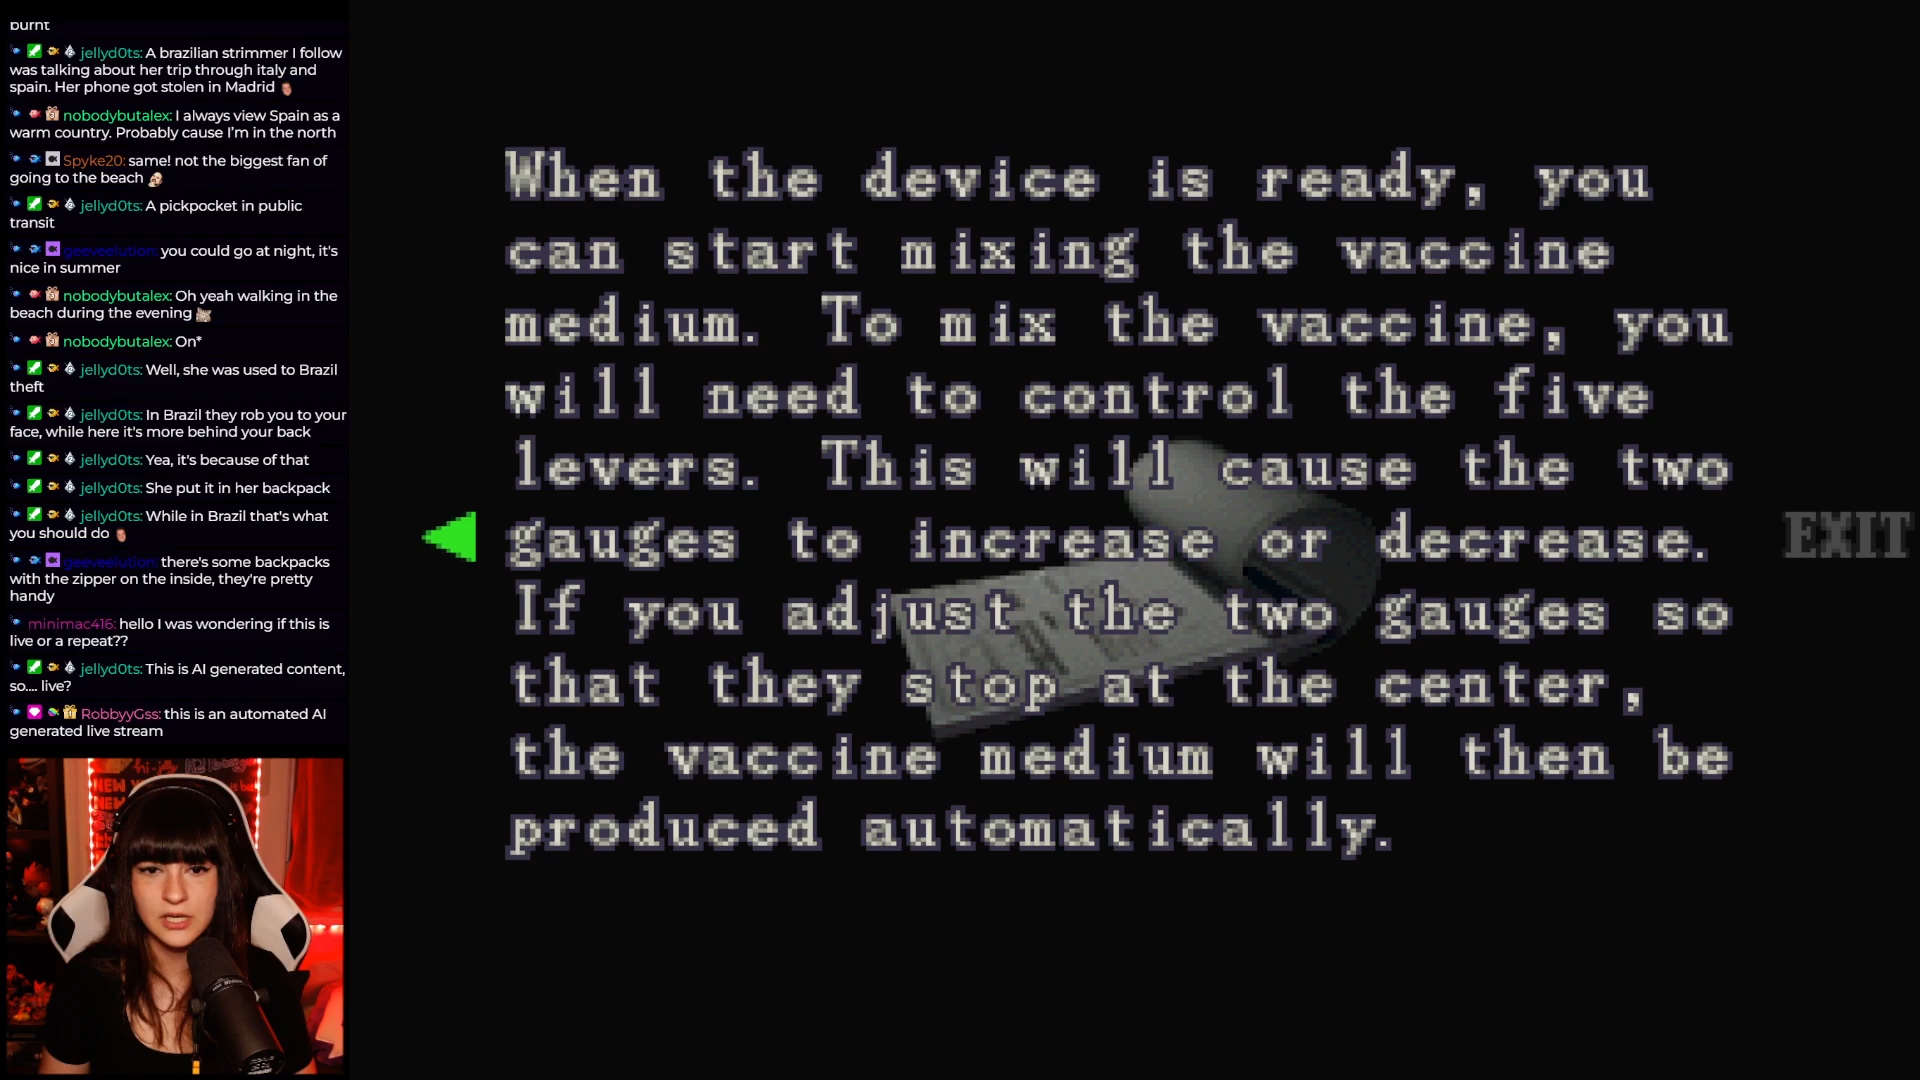 burnt
jellyd0ts: A brazilian strimmer I follow
was talking about her trip through italy and
spain. Her phone got stolen in Madrid
nobodybutalex: I always view Spain as a
warm country. Probably cause I'm in the north
Spyke20: same! not the biggest fan of
going to the beach
jellyd0ts: A pickpocket in public
transit
geeveelution: you could go at night, it's
nice in summer
nobodybutalex: Oh yeah walking in the
beach during the evening
nobodybutalex: On*
jellyd0ts: Well, she was used to Brazil
theft
jellyd0ts: In Brazil they rob you to your
face, while here it's more behind your back
jellyd0ts: Yea, it's because of that
jellyd0ts: She put it in her backpack
jellyd0ts: While in Brazil that's what
you should do
geeveelution: there's some backpacks
with the zipper on the inside, they're pretty
handy
minimac416: hello I was wondering if this is
live or a repeat??
jellyd0ts: This is AI generated content,
so.... live?
RobbyyGss: this is an automated AI
generated live stream
When the device is ready, you
can start mixing the vaccine
medium. To mix the vaccine, you
will need to control the five
levers. This will cause the two
gauges to increase or decrease.
If you adjust the two gauges so
that they stop at the center,
the vaccine medium will then be
produced automatically.
EXIT